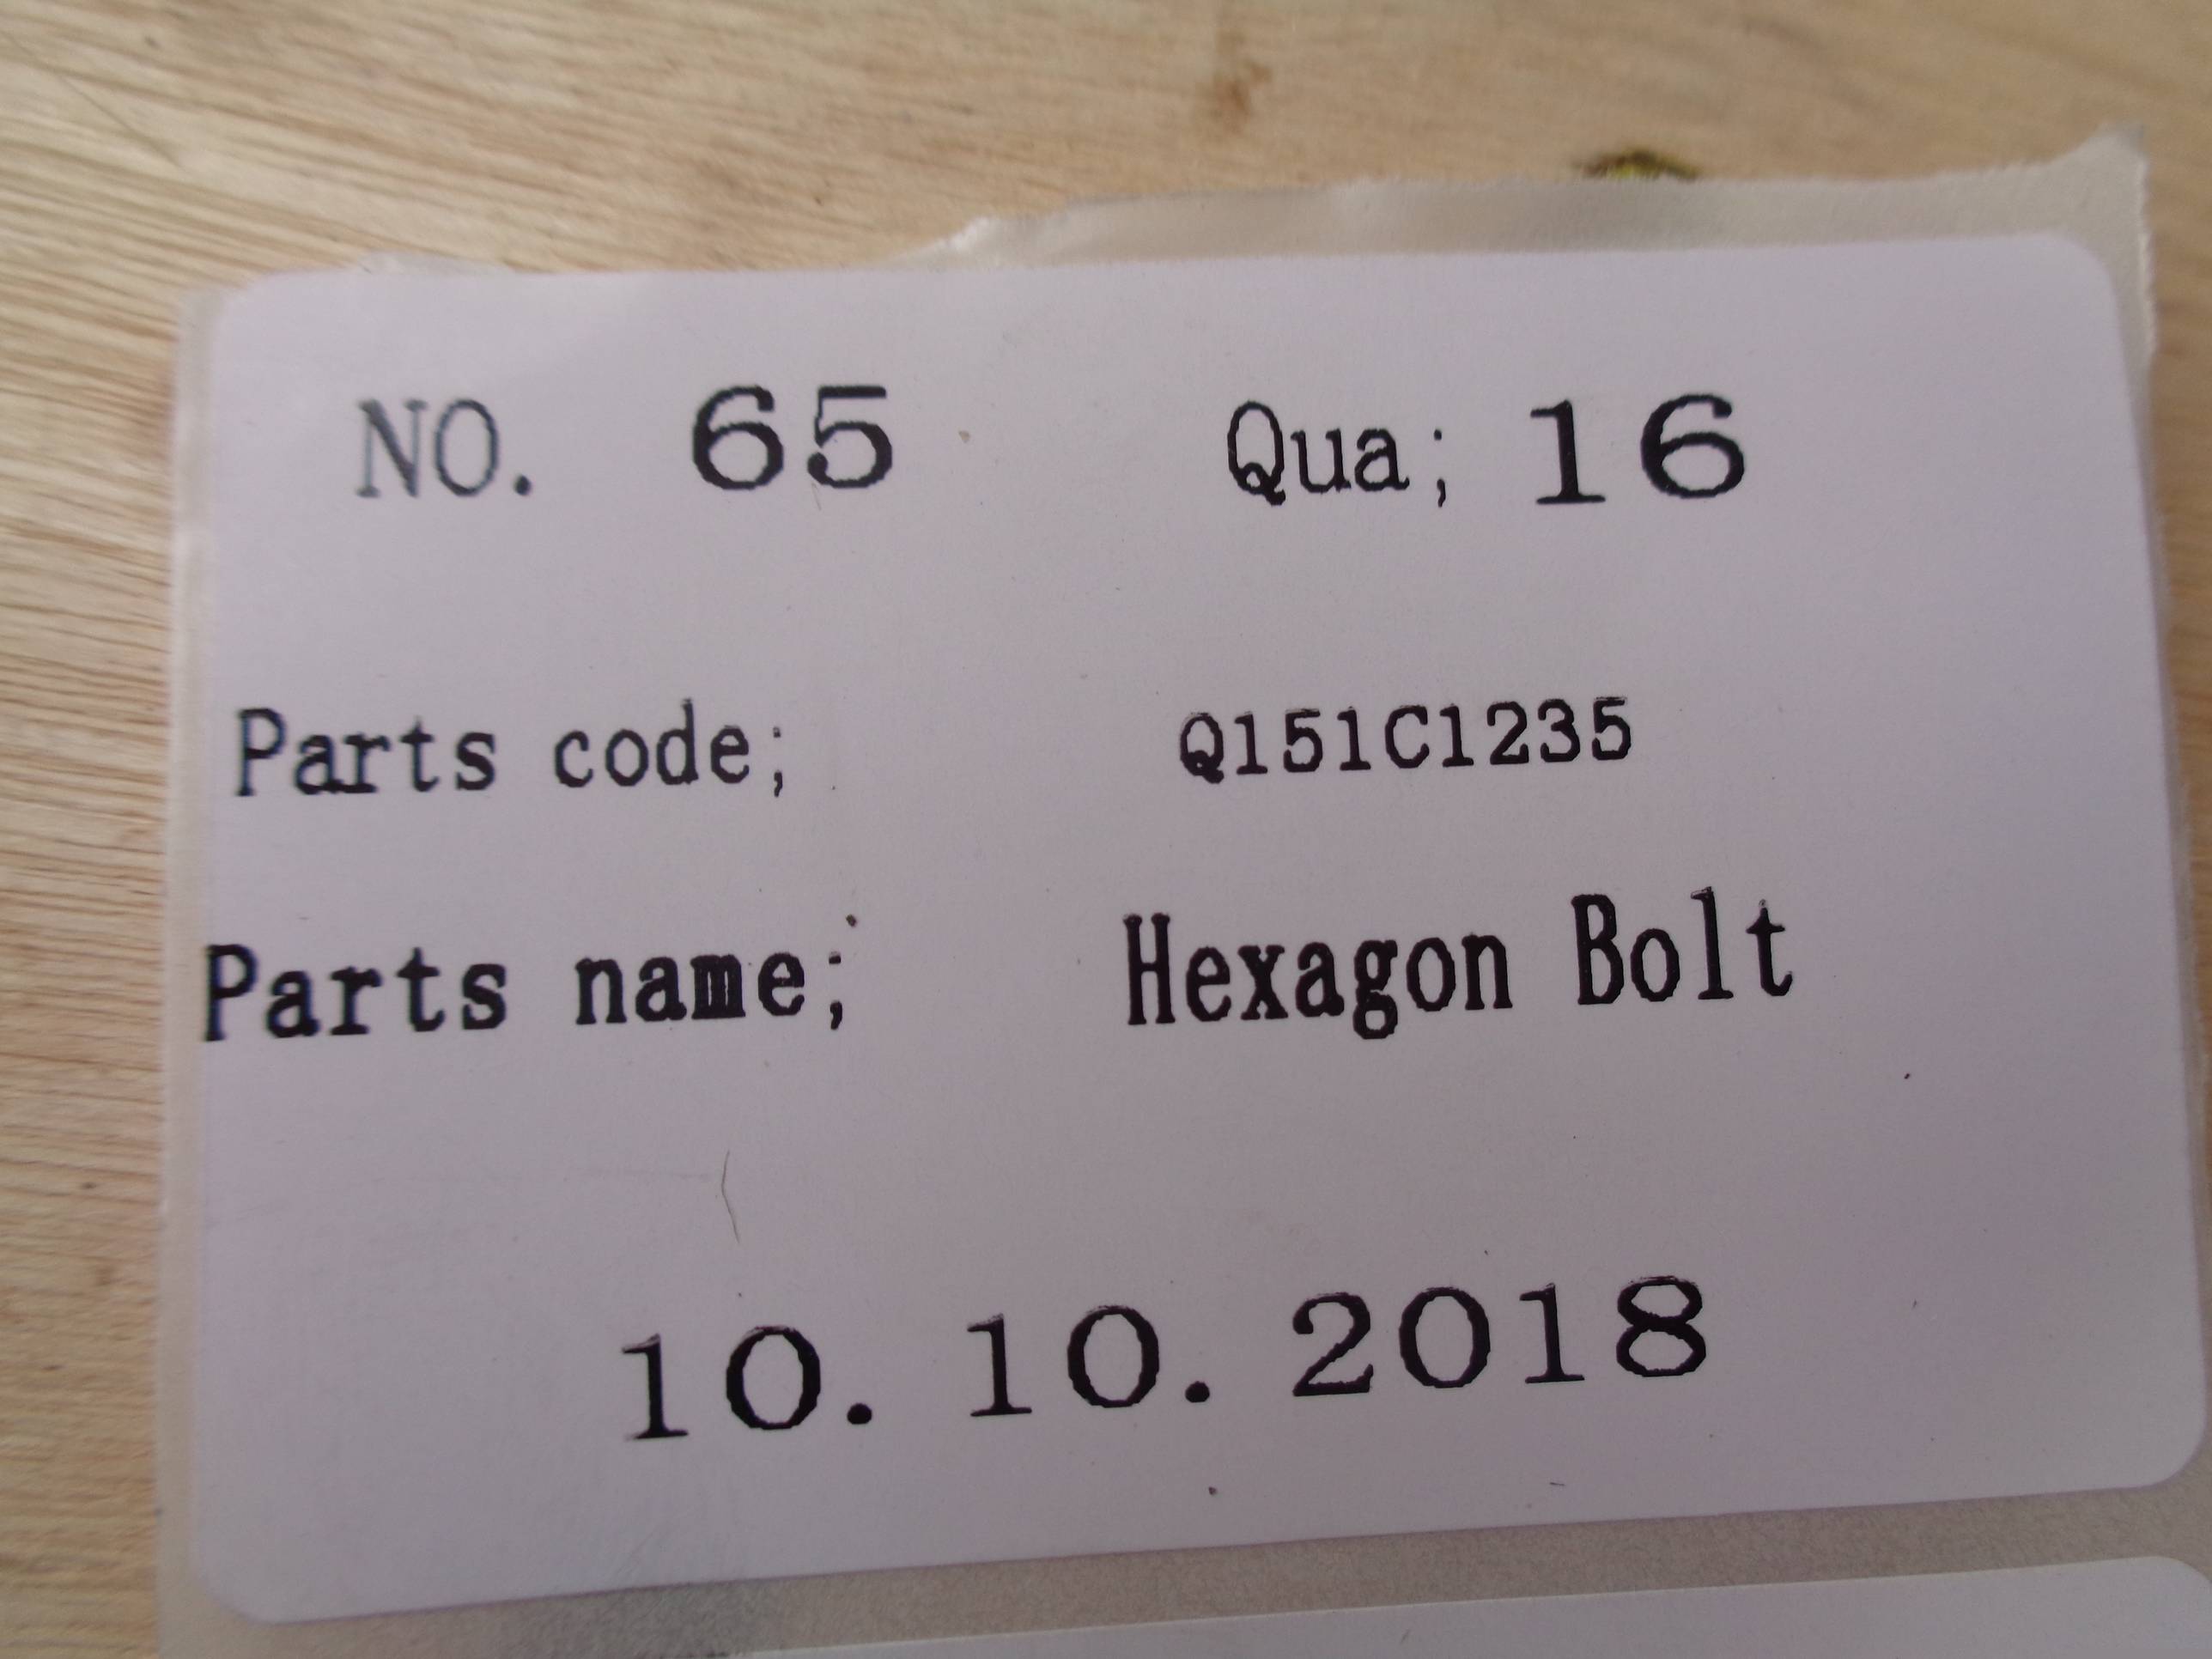 NO. 65 Qua; 16
Parts code; Q151C1235
Parts name; Hexagon Bolt
10. 10. 2018